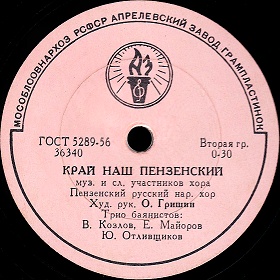 МОСОБЛСОВНАРХОЗ РСФСР АПРЕЛЕВСКИЙ ЗАВОД ГРАМПЛАСТИНОК
АЗ
ГОСТ 5289-56
36340
Вторая гр.
0-30
КРАЙ НАШ ПЕНЗЕНСКИЙ
муз. и сл. участников хора
Пензенский русский нар. хор
Худ. рук. О. Гришин
Трио баянистов:
В. Козлов, Е. Майоров
Ю. Отливщиков